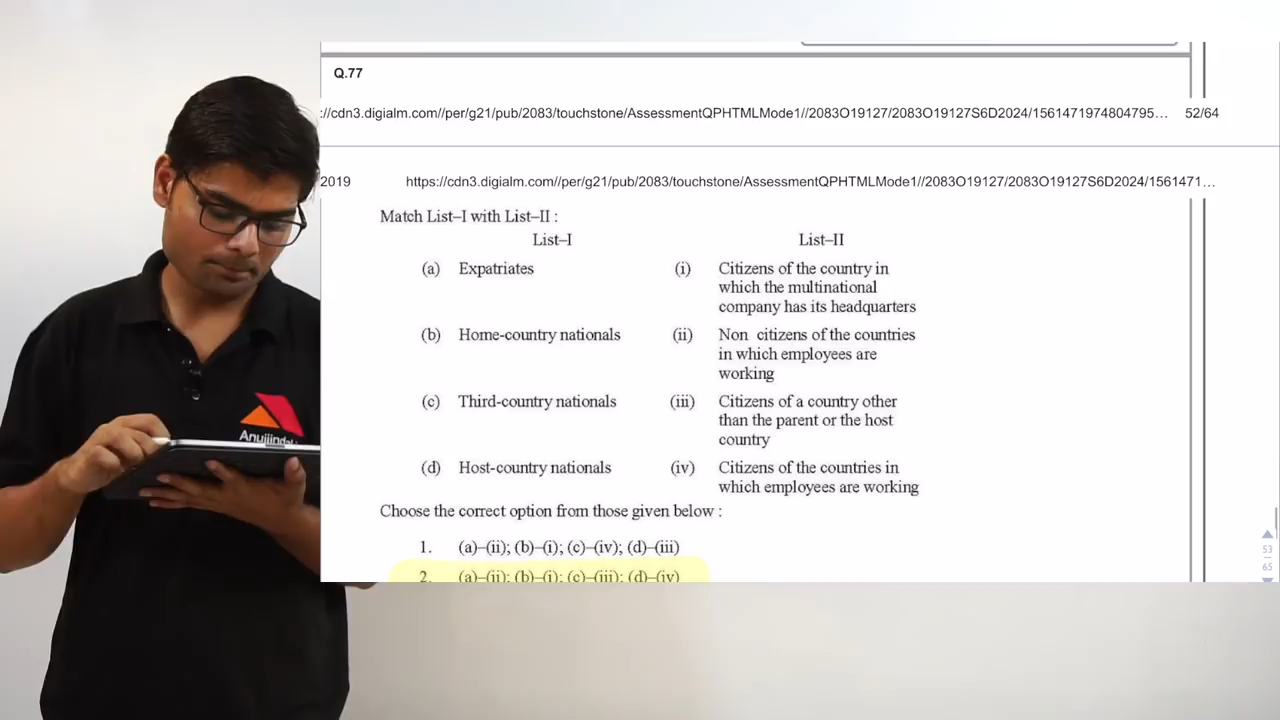 Q.77
://cdn3.digialm.com//per/g21/pub/2083/touchstone/AssessmentQPHTMLMode1//2083O19127/2083O19127S6D2024/1561471974804795… 52/64
2019 https://cdn3.digialm.com//per/g21/pub/2083/touchstone/AssessmentQPHTMLMode1//2083O19127/2083O19127S6D2024/1561471…
Match List–I with List–II :
List–I List–II
(a) Expatriates (i) Citizens of the country in
which the multinational
company has its headquarters
(b) Home-country nationals (ii) Non citizens of the countries
in which employees are
working
(c) Third-country nationals (iii) Citizens of a country other
than the parent or the host
country
(d) Host-country nationals (iv) Citizens of the countries in
which employees are working
Choose the correct option from those given below :
1. (a)–(ii); (b)–(i); (c)–(iv); (d)–(iii)
2. (a)–(ii); (b)–(i); (c)–(iii); (d)–(iv)
53
65